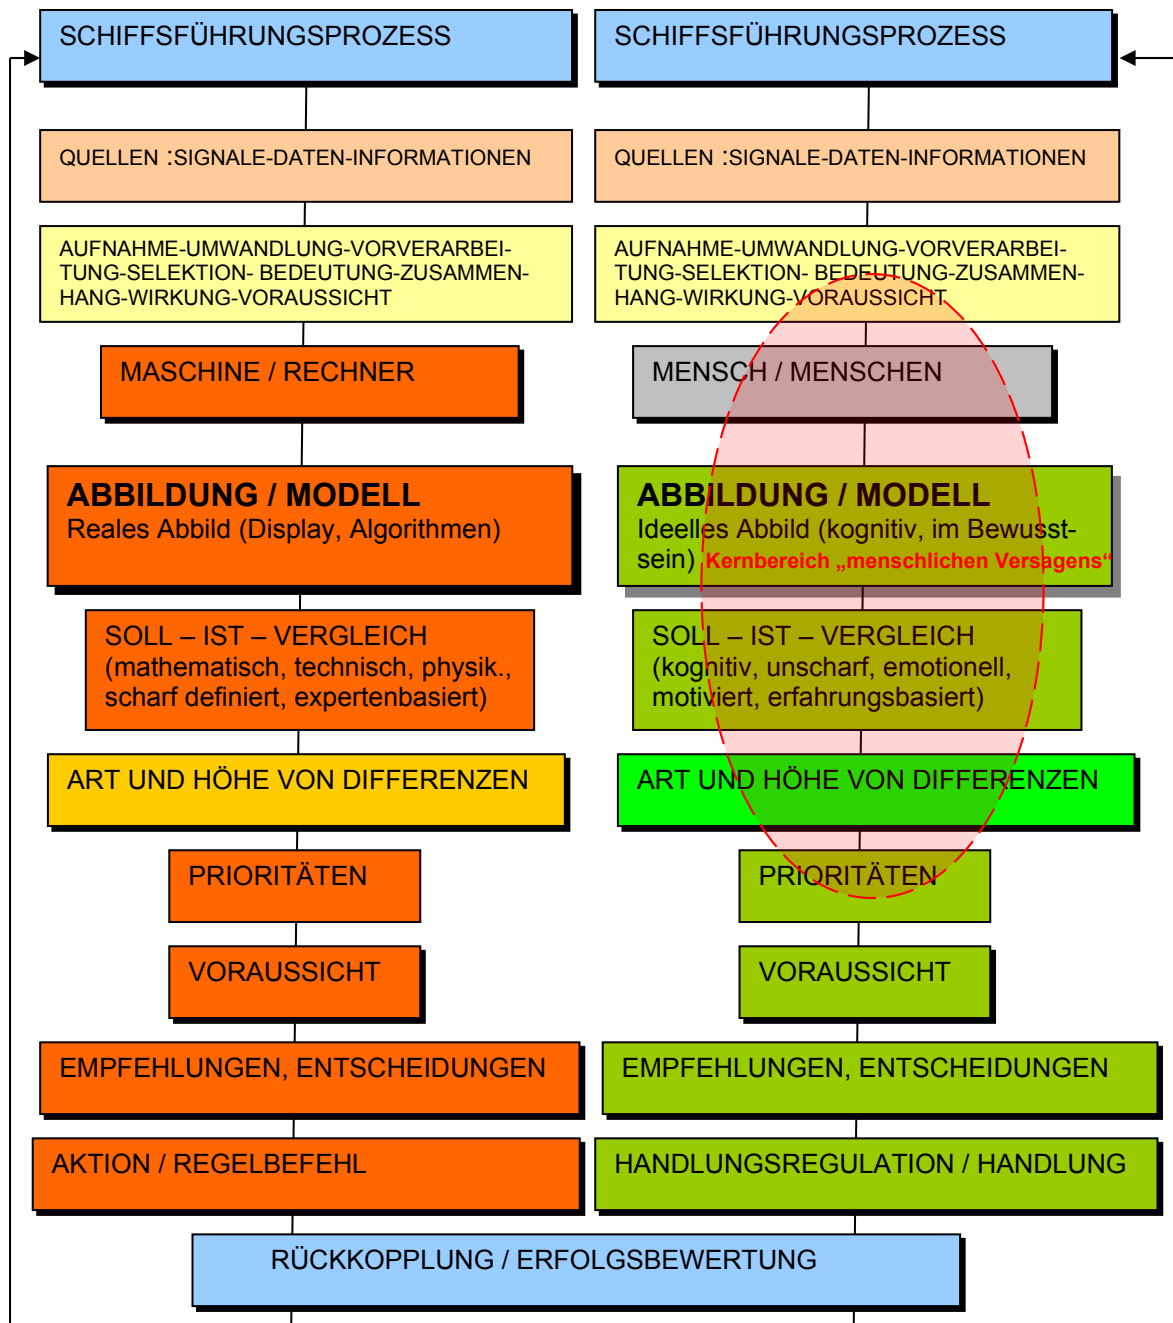 SCHIFFSFÜHRUNGSPROZESS
QUELLEN :SIGNALE-DATEN-INFORMATIONEN
AUFNAHME-UMWANDLUNG-VORVERARBEI-
TUNG-SELEKTION- BEDEUTUNG-ZUSAMMEN-
HANG-WIRKUNG-VORAUSSICHT
MASCHINE / RECHNER
ABBILDUNG / MODELL
Reales Abbild (Display, Algorithmen)
SOLL – IST – VERGLEICH
(mathematisch, technisch, physik.,
scharf definiert, expertenbasiert)
ART UND HÖHE VON DIFFERENZEN
PRIORITÄTEN
VORAUSSICHT
EMPFEHLUNGEN, ENTSCHEIDUNGEN
AKTION / REGELBEFEHL
SCHIFFSFÜHRUNGSPROZESS
QUELLEN :SIGNALE-DATEN-INFORMATIONEN
AUFNAHME-UMWANDLUNG-VORVERARBEI-
TUNG-SELEKTION- BEDEUTUNG-ZUSAMMEN-
HANG-WIRKUNG-VORAUSSICHT
MENSCH / MENSCHEN
ABBILDUNG / MODELL
Ideelles Abbild (kognitiv, im Bewusst-
sein) Kernbereich „menschlichen Versagens“
SOLL – IST – VERGLEICH
(kognitiv, unscharf, emotionell,
motiviert, erfahrungsbasiert)
ART UND HÖHE VON DIFFERENZEN
PRIORITÄTEN
VORAUSSICHT
EMPFEHLUNGEN, ENTSCHEIDUNGEN
HANDLUNGSREGULATION / HANDLUNG
RÜCKKOPPLUNG / ERFOLGSBEWERTUNG